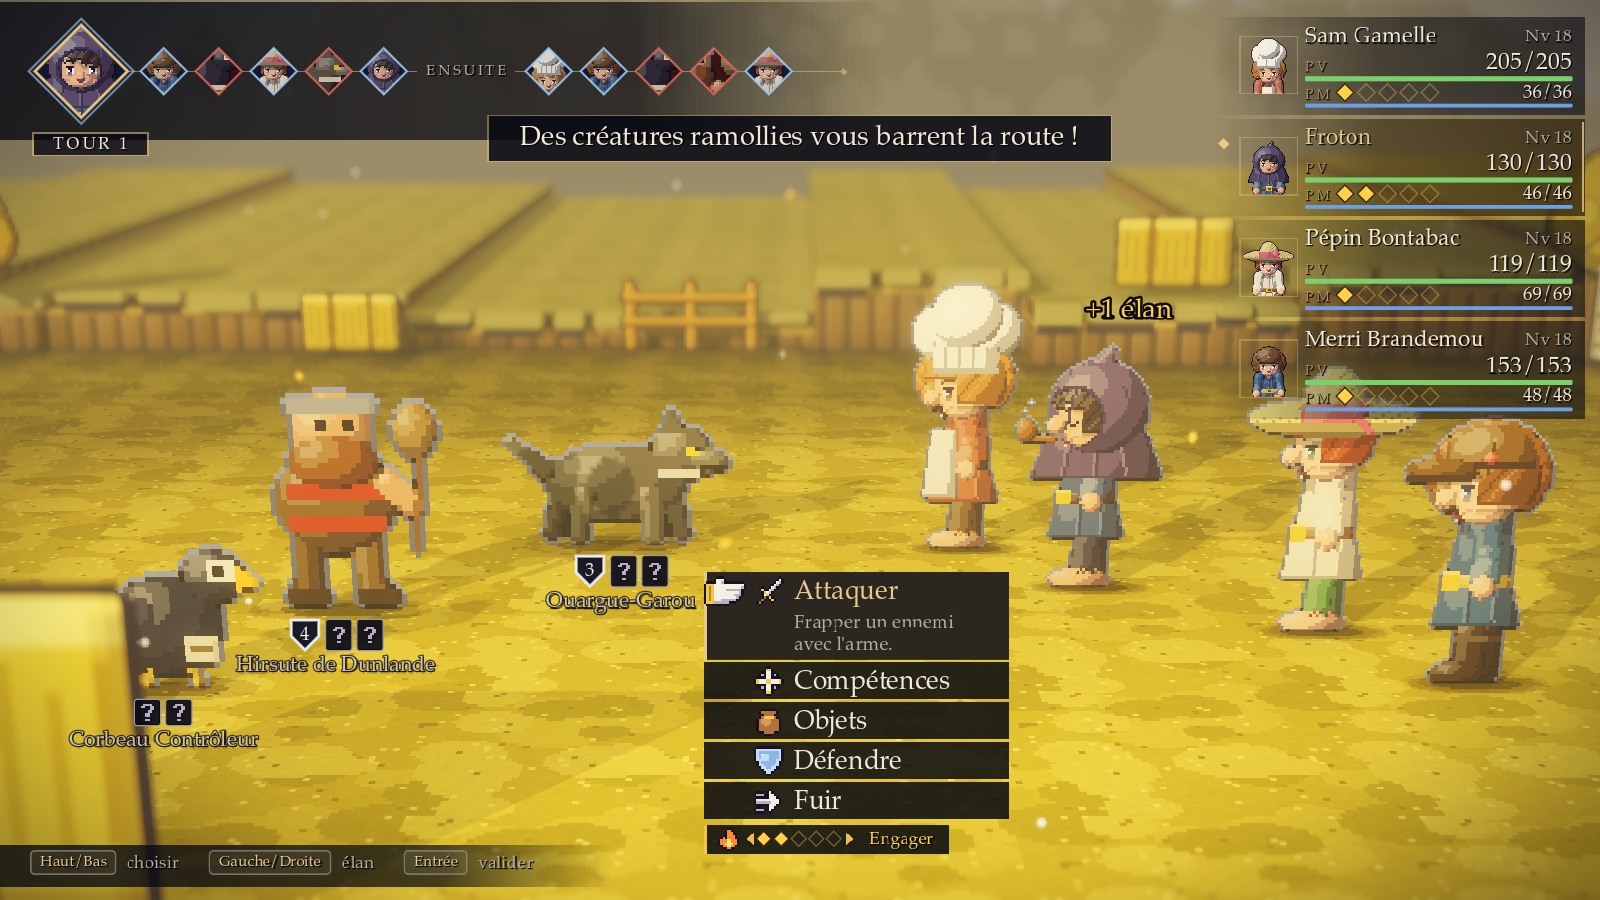 ENSUITE
TOUR 1
Des créatures ramollies vous barrent la route !
Sam Gamelle Nv 18
PV 205/205
PM 36/36
Froton Nv 18
PV 130/130
PM 46/46
Pépin Bontabac Nv 18
PV 119/119
PM 69/69
Merri Brandemou Nv 18
PV 153/153
PM 48/48
+1 élan
3 ? ?
Ouargue-Garou
4 ? ?
Hirsute de Dunlande
? ?
Corbeau Contrôleur
Attaquer
Frapper un ennemi
avec l'arme.
Compétences
Objets
Défendre
Fuir
Engager
Haut/Bas choisir Gauche/Droite élan Entrée valider